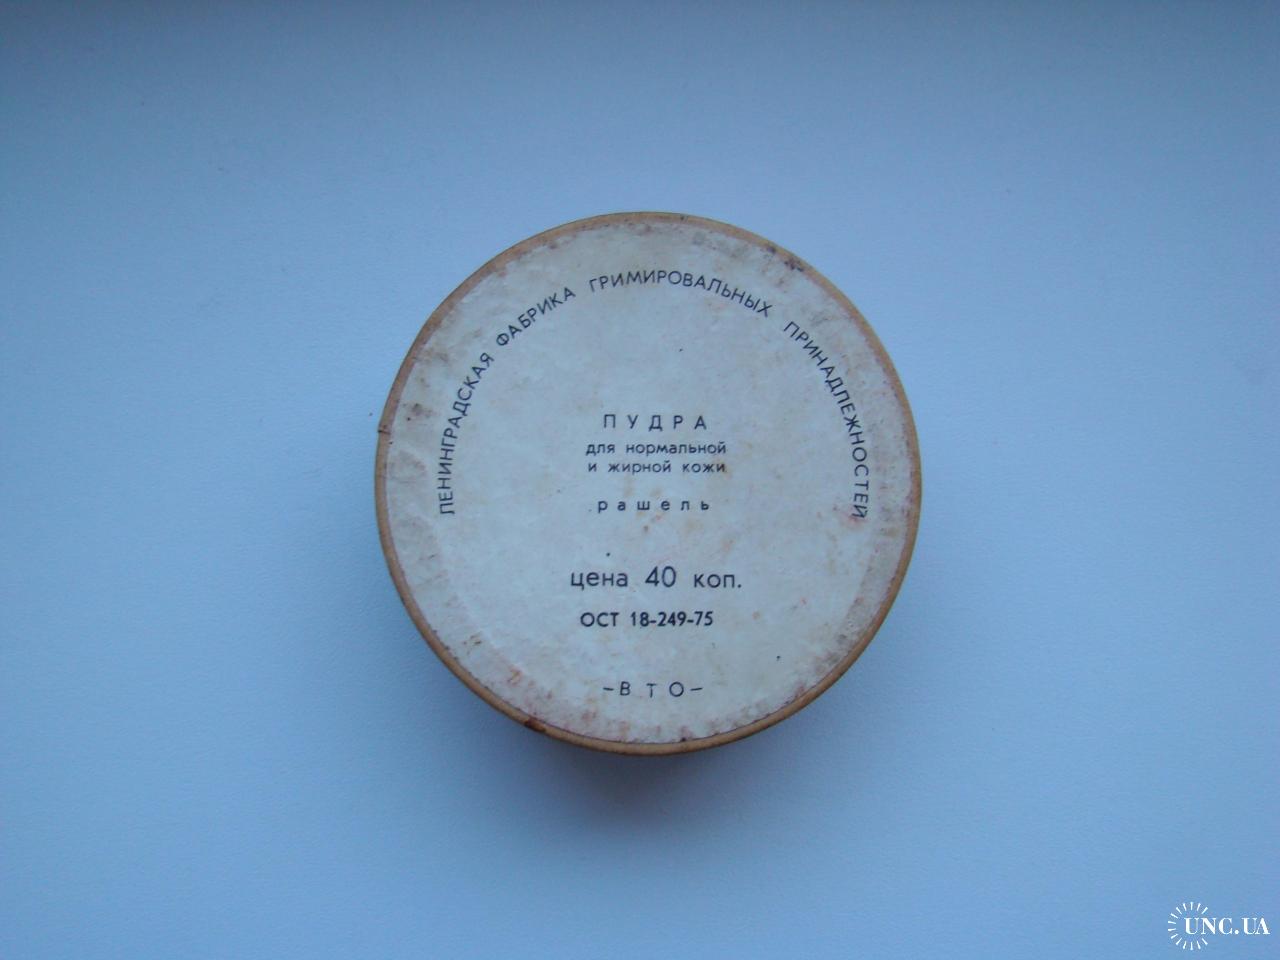 ЛЕНИНГРАДСКАЯ ФАБРИКА ГРИМИРОВАЛЬНЫХ ПРИНАДЛЕЖНОСТЕЙ
ПУДРА
для нормальной
и жирной кожи
рашель
цена 40 коп.
ОСТ 18-249-75
-ВТО-
UNC.UA